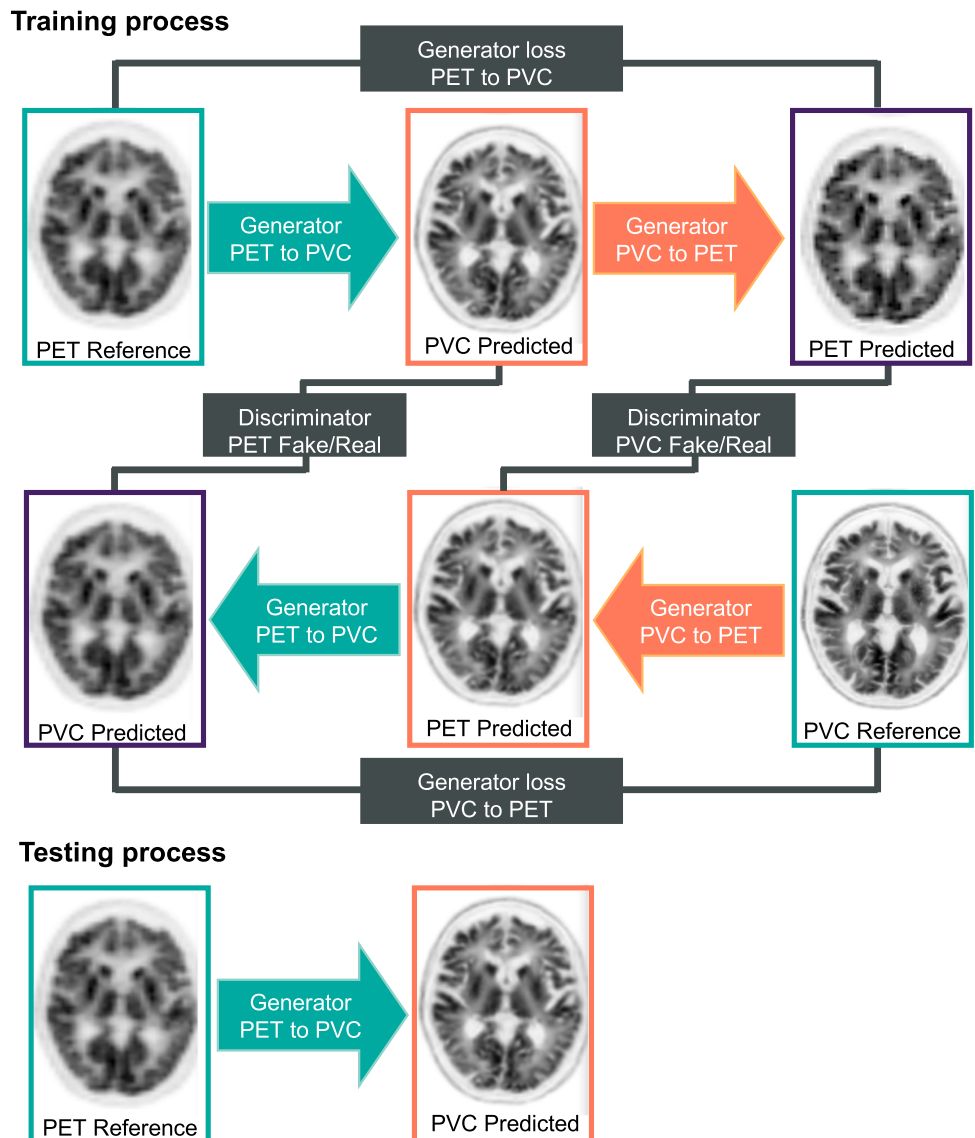 Training process
Generator loss
PET to PVC
Generator
PET to PVC
Generator
PVC to PET
PET Reference
PVC Predicted
PET Predicted
Discriminator
PET Fake/Real
Discriminator
PVC Fake/Real
Generator
PET to PVC
Generator
PVC to PET
PVC Predicted
PET Predicted
PVC Reference
Generator loss
PVC to PET
Testing process
Generator
PET to PVC
PET Reference
PVC Predicted